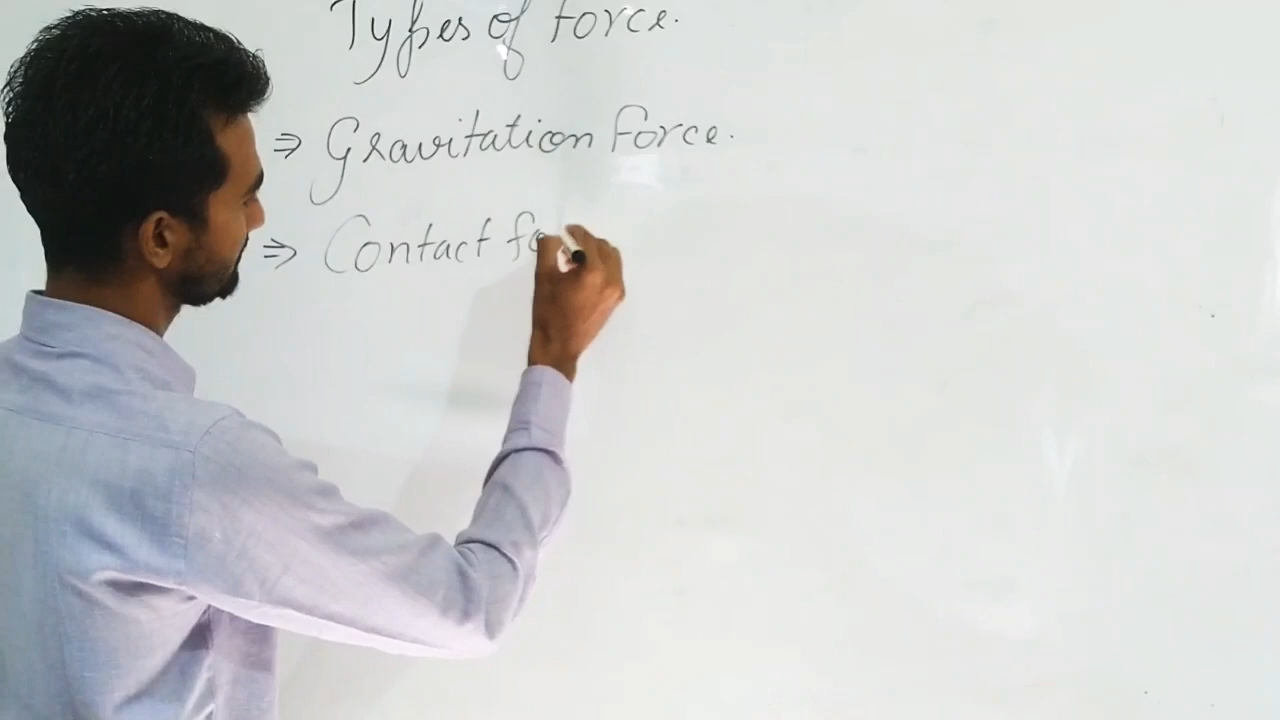 Types of force.
⇒ Gravitation Force.
⇒ Contact fo